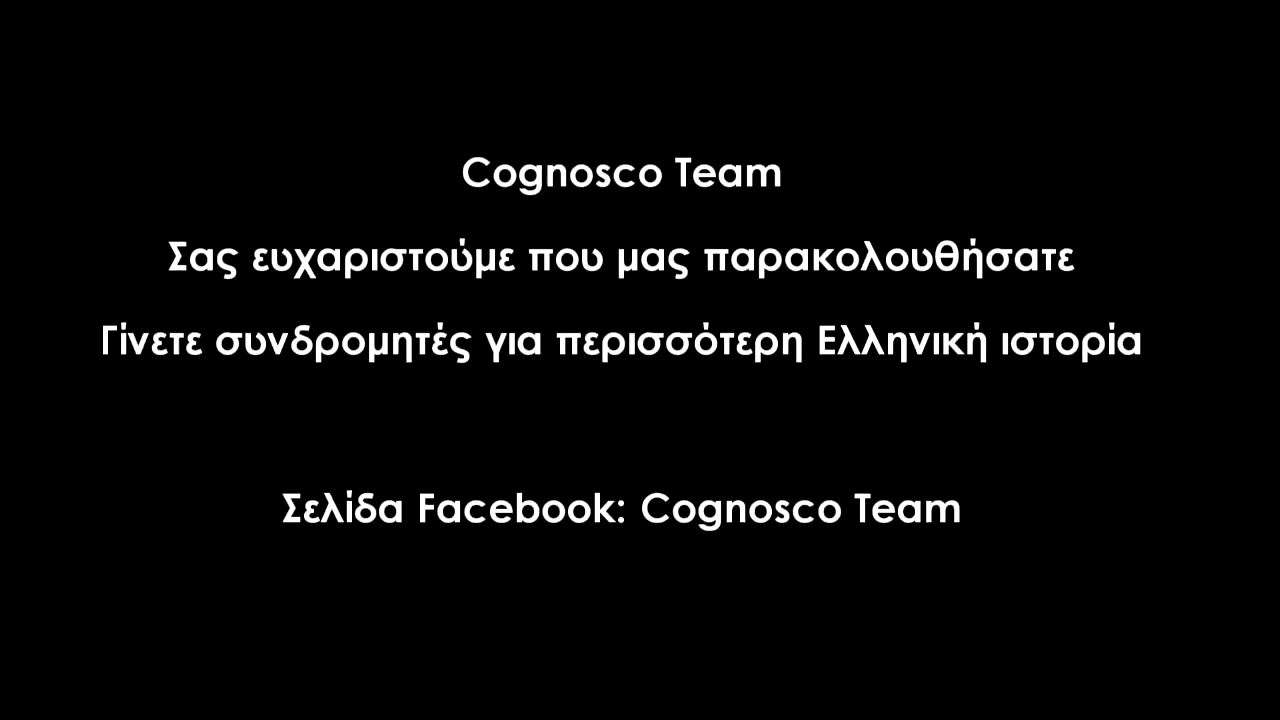 Cognosco Team
Σας ευχαριστούμε που μας παρακολουθήσατε
Γίνετε συνδρομητές για περισσότερη Ελληνική ιστορία
Σελίδα Facebook: Cognosco Team